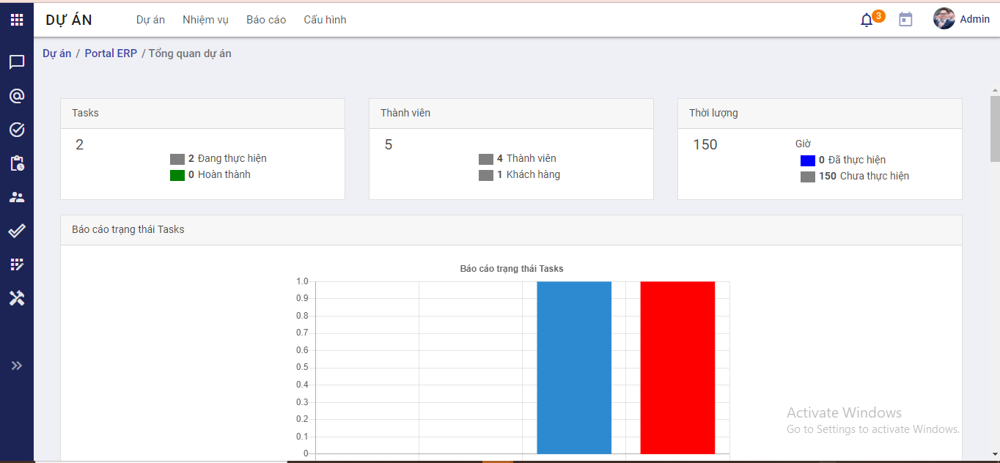 DỰ ÁN Dự án Nhiệm vụ Báo cáo Cấu hình 3 Admin
Dự án / Portal ERP / Tổng quan dự án
Tasks
2
2 Đang thực hiện
0 Hoàn thành
Thành viên
5
4 Thành viên
1 Khách hàng
Thời lượng
150 Giờ
0 Đã thực hiện
150 Chưa thực hiện
Báo cáo trạng thái Tasks
Báo cáo trạng thái Tasks
1.0
0.9
0.8
0.7
0.6
0.5
0.4
0.3
0.2
0.1
0
Activate Windows
Go to Settings to activate Windows.